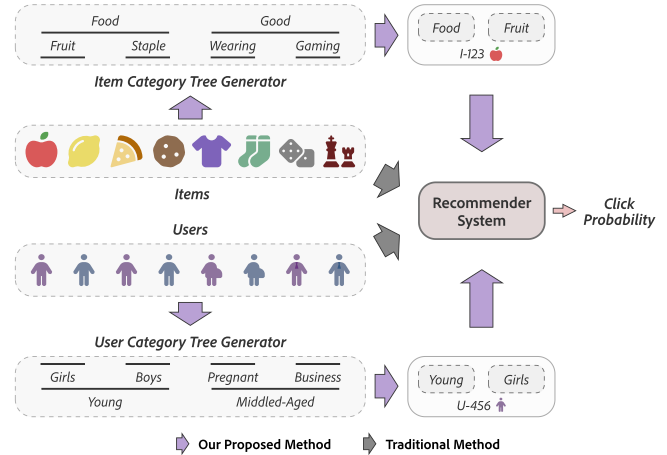 Food Good
Fruit Staple Wearing Gaming
Item Category Tree Generator
Food Fruit
I-123
Items
Users
Recommender
System
Click
Probability
User Category Tree Generator
Girls Boys Pregnant Business
Young Middled-Aged
Young Girls
U-456
Our Proposed Method Traditional Method